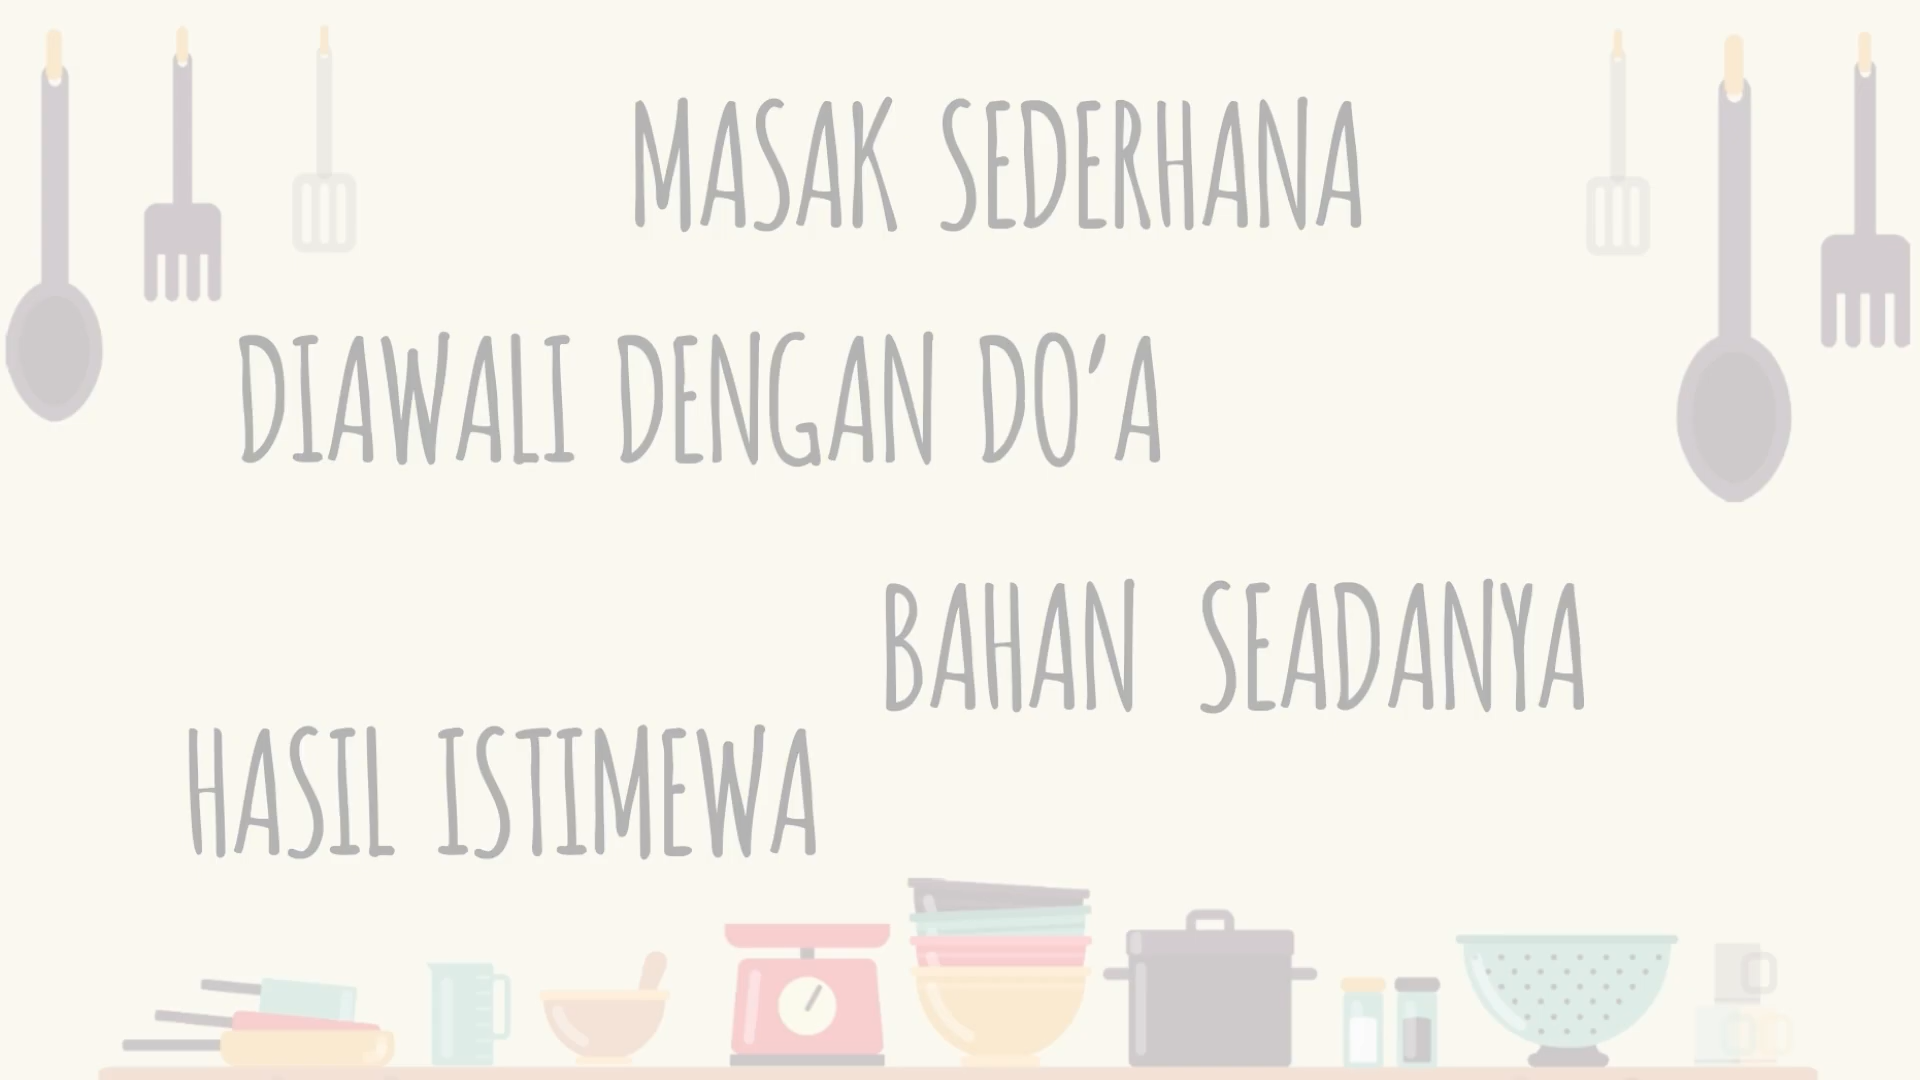 MASAK SEDERHANA
DIAWALI DENGAN DO’A
BAHAN SEADANYA
HASIL ISTIMEWA